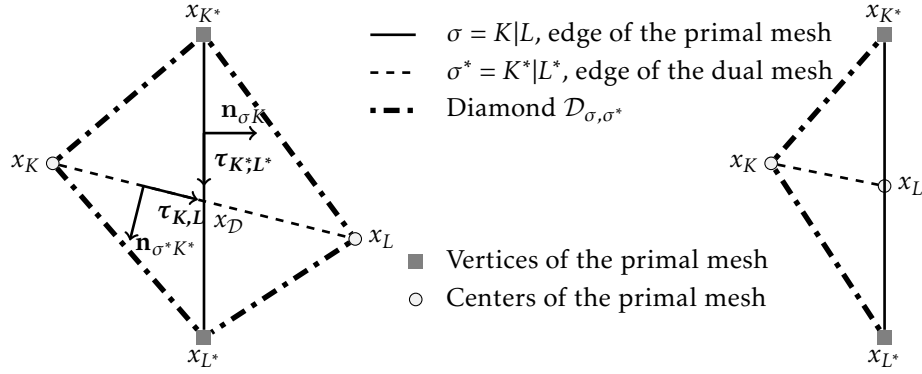 x_{K*}
σ = K|L, edge of the primal mesh
σ* = K*|L*, edge of the dual mesh
Diamond 𝒟_{σ,σ*}
n_{σK}
τ_{K*,L*}
x_K
τ_{K,L}
x_𝒟
n_{σ*K*}
x_L
Vertices of the primal mesh
Centers of the primal mesh
x_{L*}
x_{K*}
x_K
x_L
x_{L*}